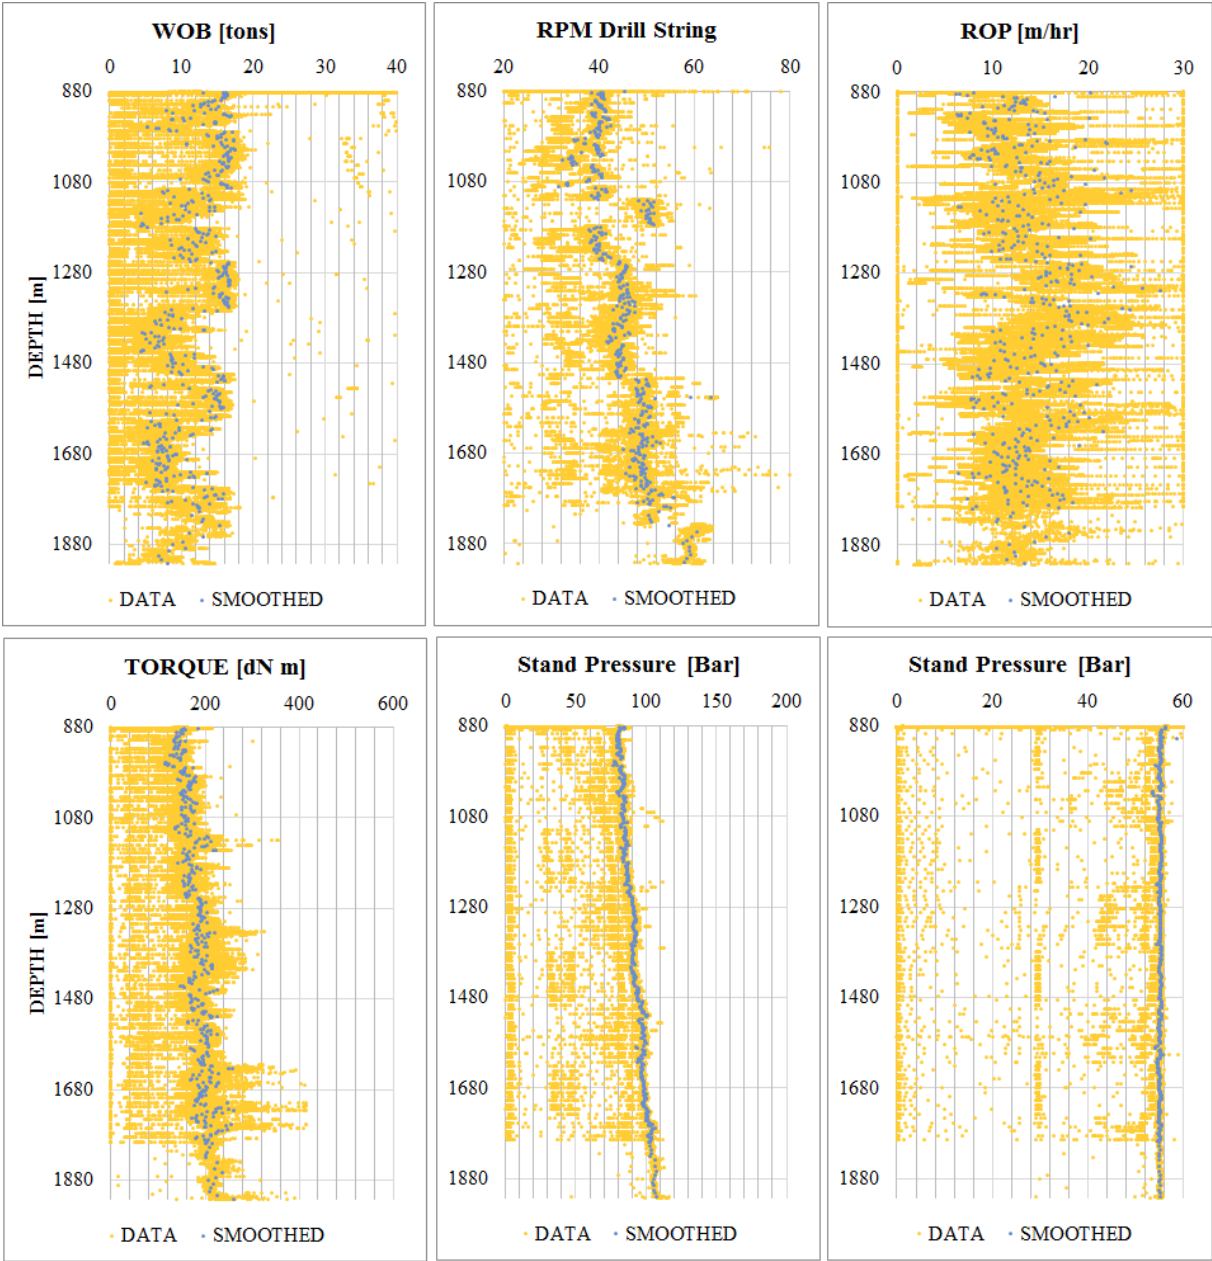 WOB [tons]
0 10 20 30 40
880
1080
1280
1480
1680
1880
DEPTH [m]
DATA SMOOTHED
RPM Drill String
20 40 60 80
880
1080
1280
1480
1680
1880
DATA SMOOTHED
ROP [m/hr]
0 10 20 30
880
1080
1280
1480
1680
1880
DATA SMOOTHED
TORQUE [dN m]
0 200 400 600
880
1080
1280
1480
1680
1880
DEPTH [m]
DATA SMOOTHED
Stand Pressure [Bar]
0 50 100 150 200
880
1080
1280
1480
1680
1880
DATA SMOOTHED
Stand Pressure [Bar]
0 20 40 60
880
1080
1280
1480
1680
1880
DATA SMOOTHED